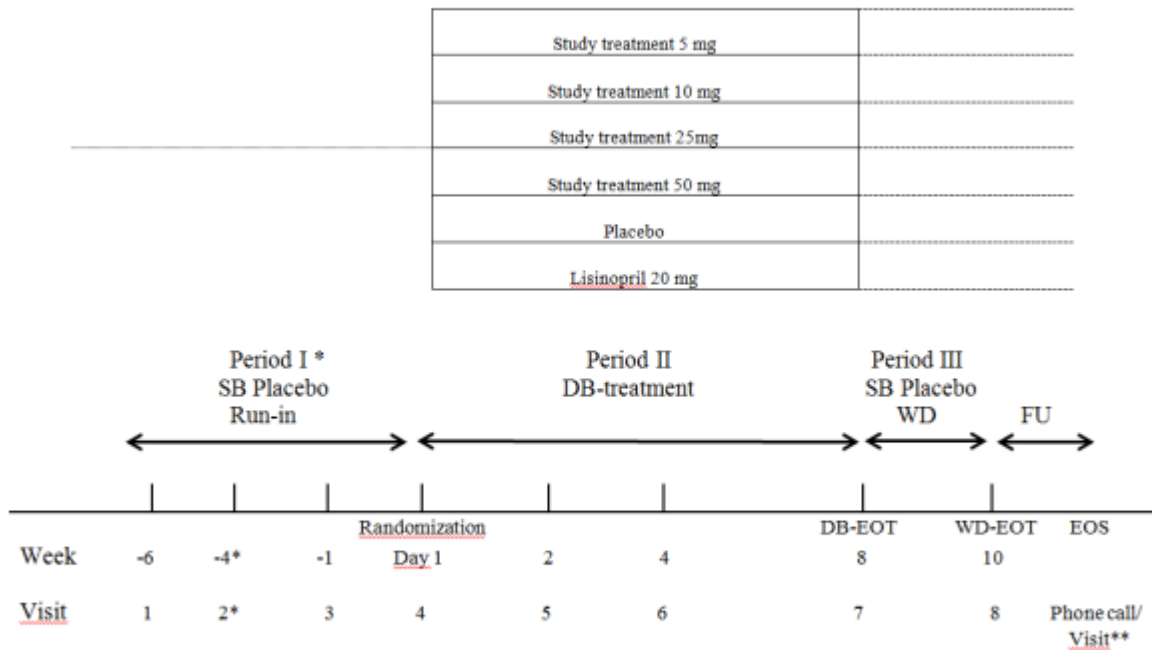 Study treatment 5 mg
Study treatment 10 mg
Study treatment 25mg
Study treatment 50 mg
Placebo
Lisinopril 20 mg
Period I * Period II Period III
SB Placebo DB-treatment SB Placebo
Run-in WD FU
Randomization DB-EOT WD-EOT EOS
Week -6 -4* -1 Day 1 2 4 8 10
Visit 1 2* 3 4 5 6 7 8 Phone call/
Visit**